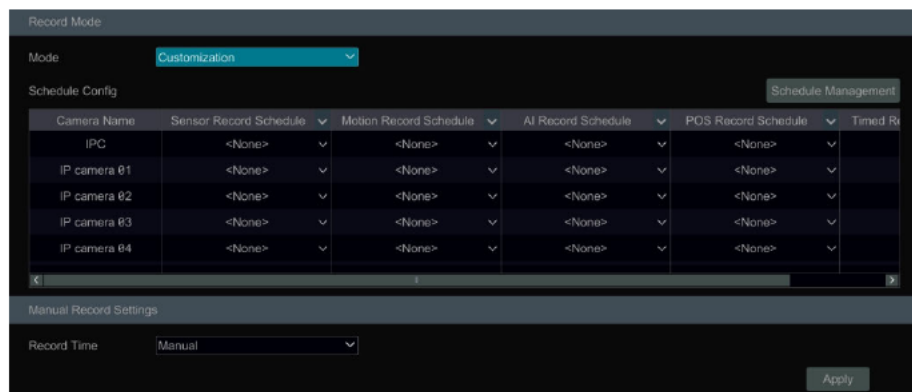 Record Mode
Mode Customization
Schedule Config Schedule Management
Camera Name Sensor Record Schedule Motion Record Schedule AI Record Schedule POS Record Schedule Timed Re
IPC <None> <None> <None> <None>
IP camera 01 <None> <None> <None> <None>
IP camera 02 <None> <None> <None> <None>
IP camera 03 <None> <None> <None> <None>
IP camera 04 <None> <None> <None> <None>
Manual Record Settings
Record Time Manual
Apply